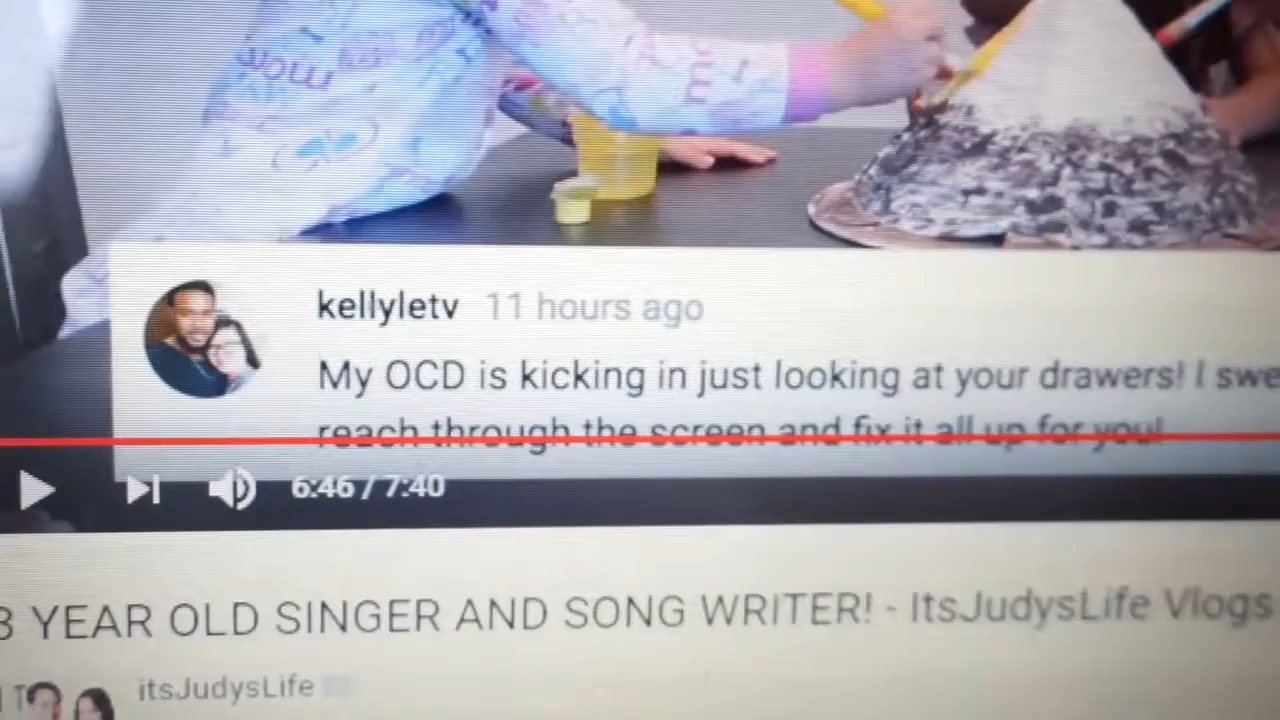 mom
kellyletv 11 hours ago
My OCD is kicking in just looking at your drawers! I swe
reach through the screen and fix it all up for you!
6:46 / 7:40
3 YEAR OLD SINGER AND SONG WRITER! - ItsJudysLife Vlogs
itsJudysLife